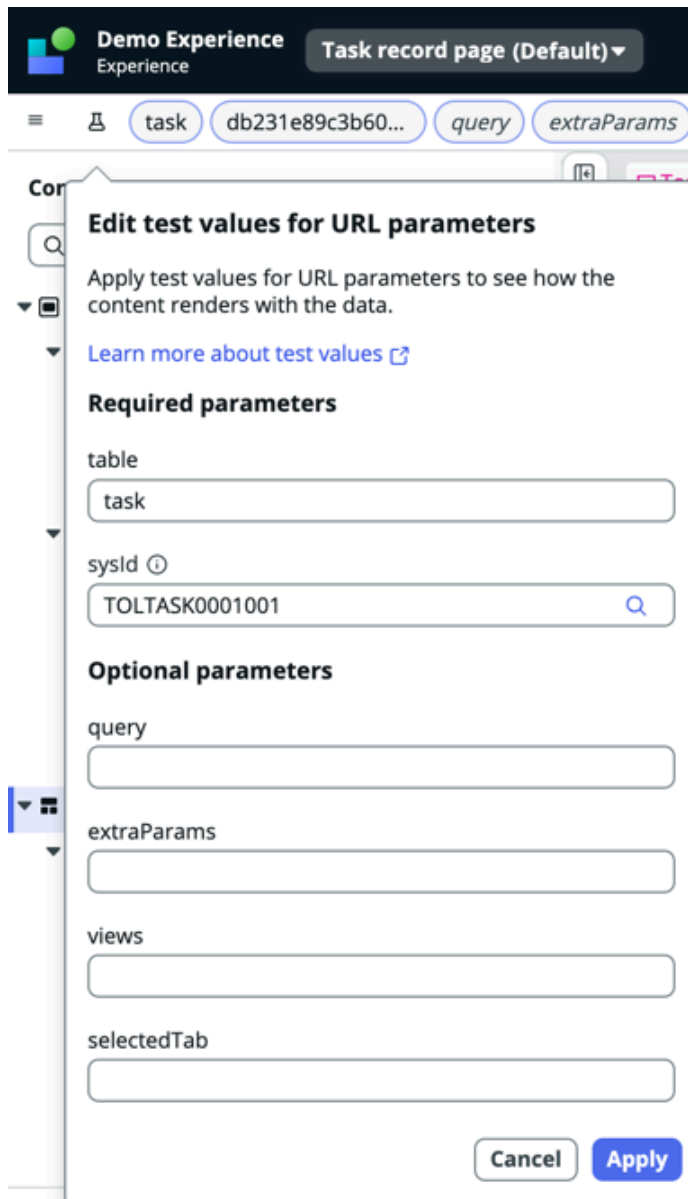 Demo Experience
Experience
Task record page (Default)
task
db231e89c3b60...
query
extraParams
Edit test values for URL parameters
Apply test values for URL parameters to see how the
content renders with the data.
Learn more about test values
Required parameters
table
task
sysId
TOLTASK0001001
Optional parameters
query
extraParams
views
selectedTab
Cancel
Apply